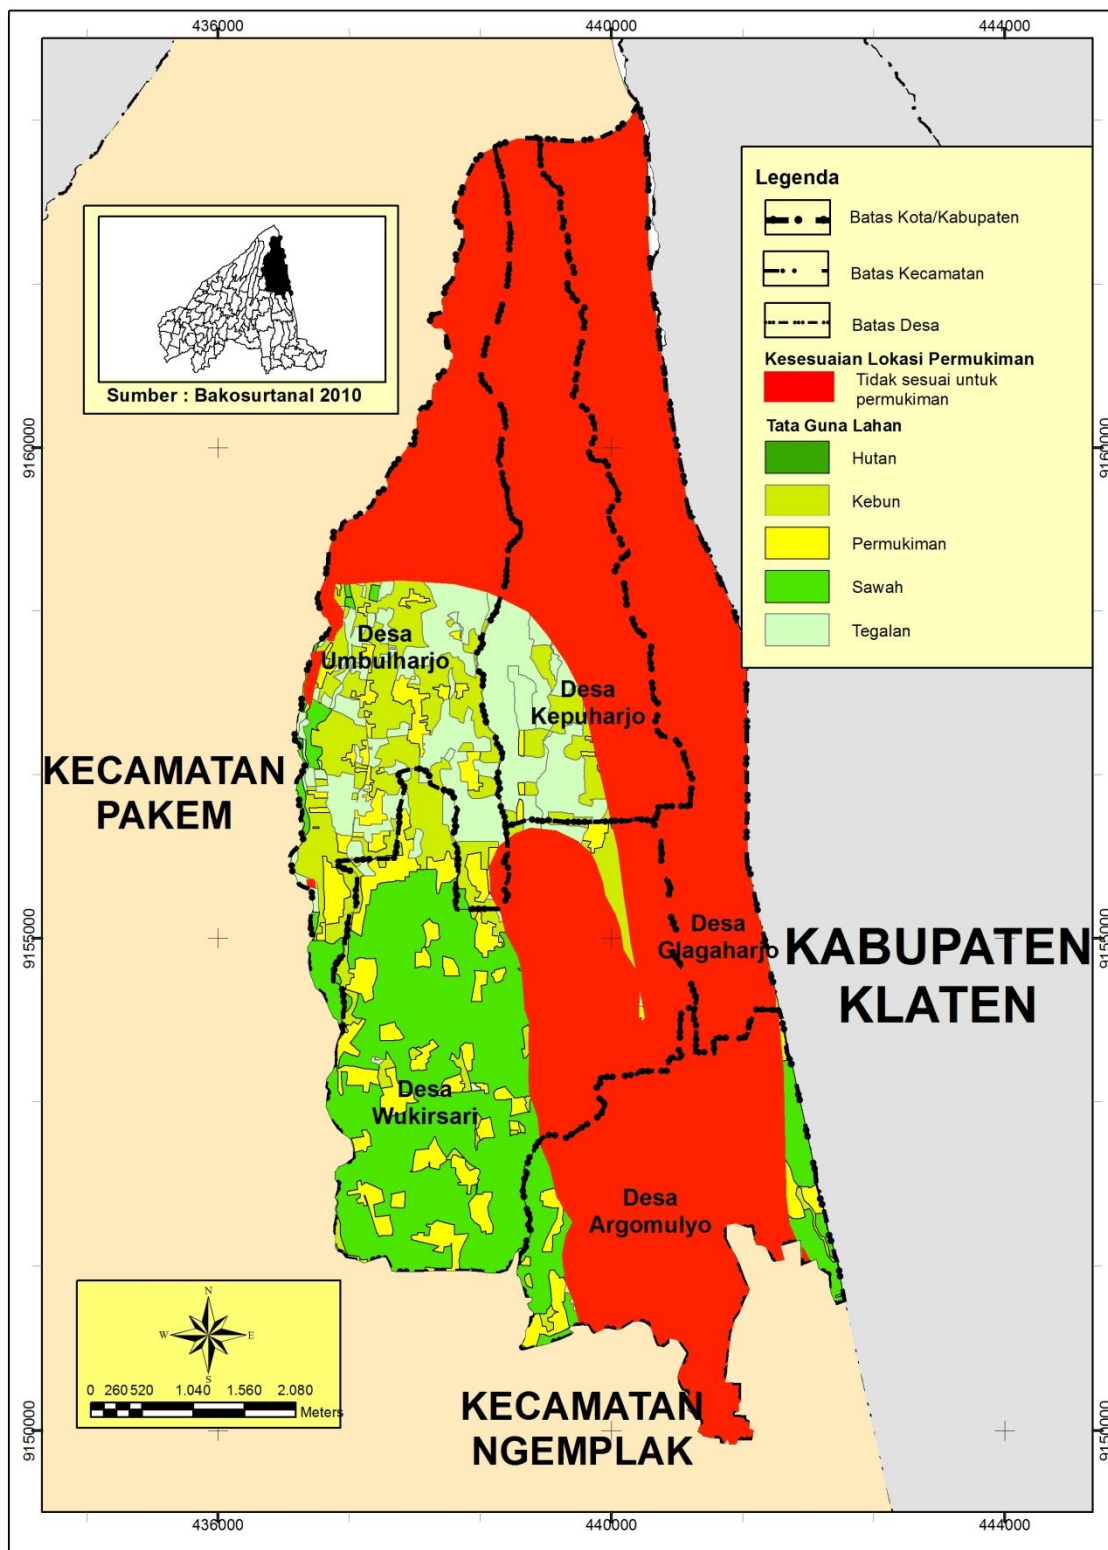 436000
440000
444000
Legenda
Batas Kota/Kabupaten
Batas Kecamatan
Batas Desa
Kesesuaian Lokasi Permukiman
Tidak sesuai untuk
permukiman
Tata Guna Lahan
Hutan
Kebun
Permukiman
Sawah
Tegalan
Sumber : Bakosurtanal 2010
9160000
9160000
Desa
Umbulharjo
Desa
Kepuharjo
KECAMATAN
PAKEM
9155000
9155000
Desa
Glagaharjo
KABUPATEN
KLATEN
Desa
Wukirsari
Desa
Argomulyo
N
W
E
S
0 260 520 1.040 1.560 2.080
Meters
KECAMATAN
NGEMPLAK
9150000
9150000
436000
440000
444000